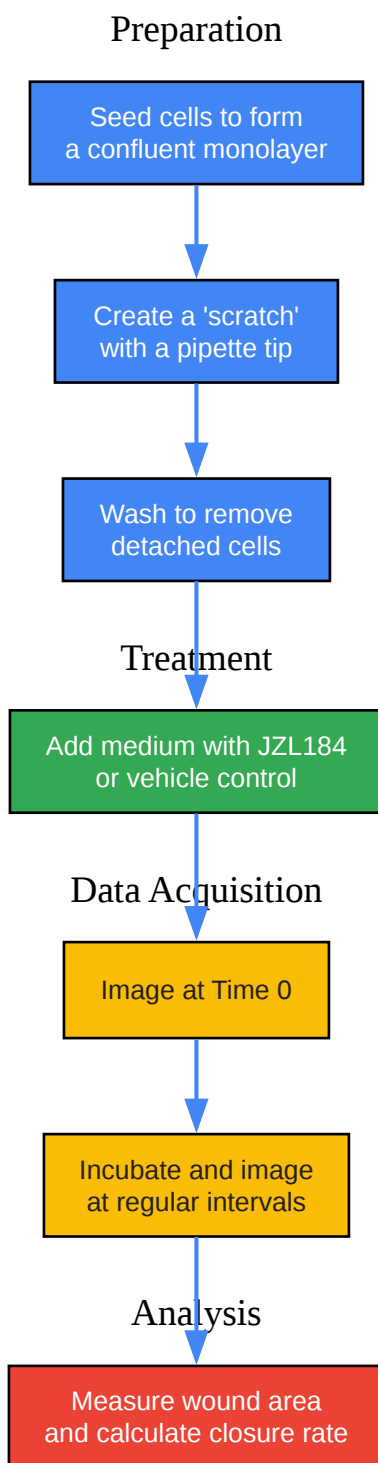 Preparation
Seed cells to form
a confluent monolayer
Create a 'scratch'
with a pipette tip
Wash to remove
detached cells
Treatment
Add medium with JZL184
or vehicle control
Data Acquisition
Image at Time 0
Incubate and image
at regular intervals
Analysis
Measure wound area
and calculate closure rate